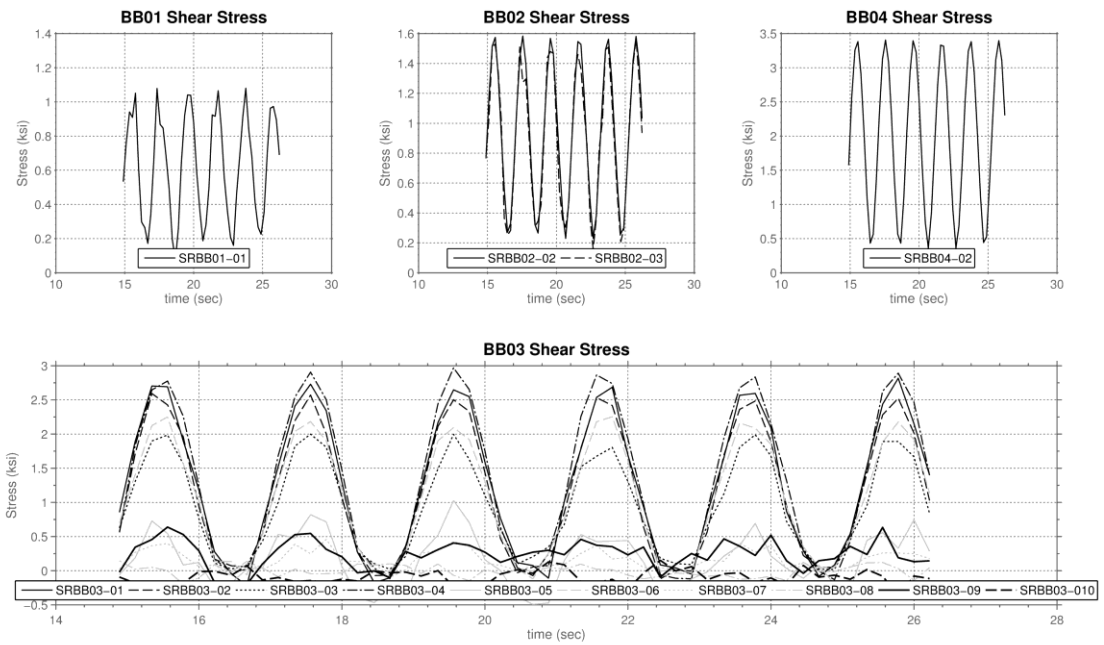 BB01 Shear Stress
1.4
1.2
1
0.8
0.6
0.4
0.2
0
Stress (ksi)
SRBB01-01
10 15 20 25 30
time (sec)
BB02 Shear Stress
1.6
1.4
1.2
1
0.8
0.6
0.4
0.2
0
Stress (ksi)
SRBB02-02 SRBB02-03
10 15 20 25 30
time (sec)
BB04 Shear Stress
3.5
3
2.5
2
1.5
1
0.5
0
Stress (ksi)
SRBB04-02
10 15 20 25 30
time (sec)
BB03 Shear Stress
3
2.5
2
1.5
1
0.5
0
-0.5
Stress (ksi)
SRBB03-01 SRBB03-02 SRBB03-03 SRBB03-04 SRBB03-05 SRBB03-06 SRBB03-07 SRBB03-08 SRBB03-09 SRBB03-010
14 16 18 20 22 24 26 28
time (sec)